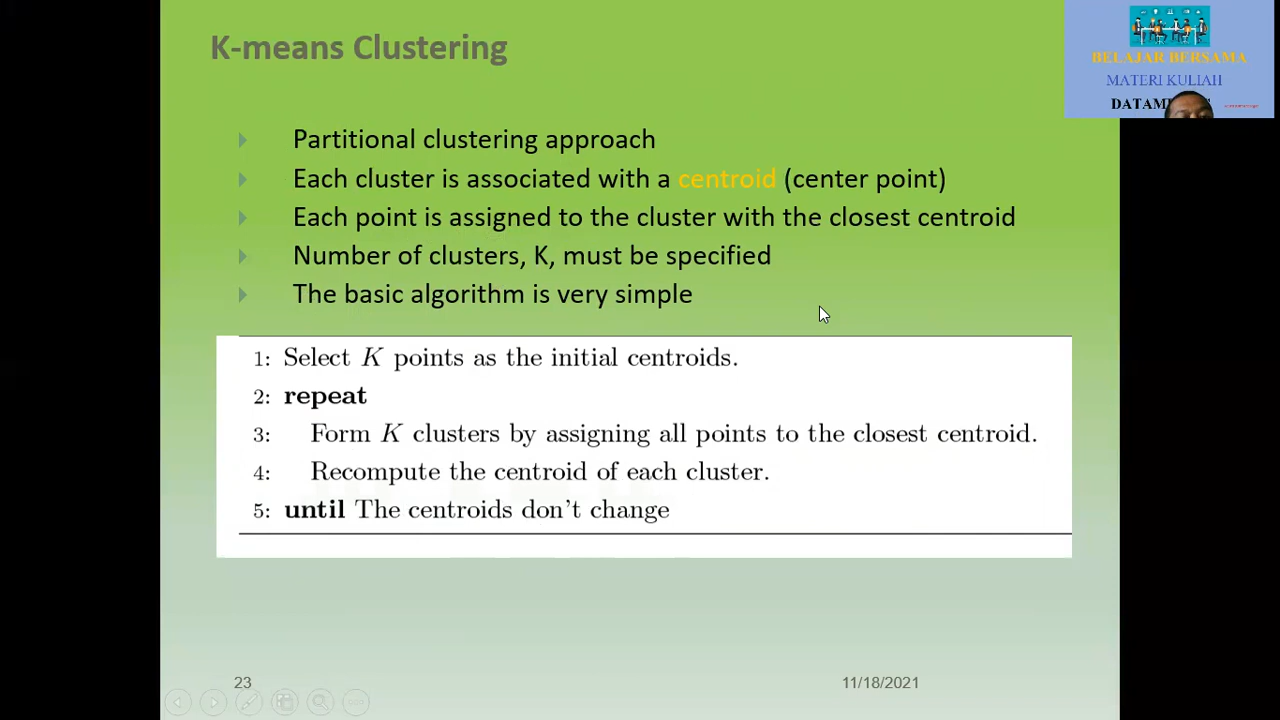 K-means Clustering
BELAJAR BERSAMA
MATERI KULIAH
Partitional clustering approach
Each cluster is associated with a centroid (center point)
Each point is assigned to the cluster with the closest centroid
Number of clusters, K, must be specified
The basic algorithm is very simple
1: Select K points as the initial centroids.
2: repeat
3: Form K clusters by assigning all points to the closest centroid.
4: Recompute the centroid of each cluster.
5: until The centroids don't change
23
11/18/2021